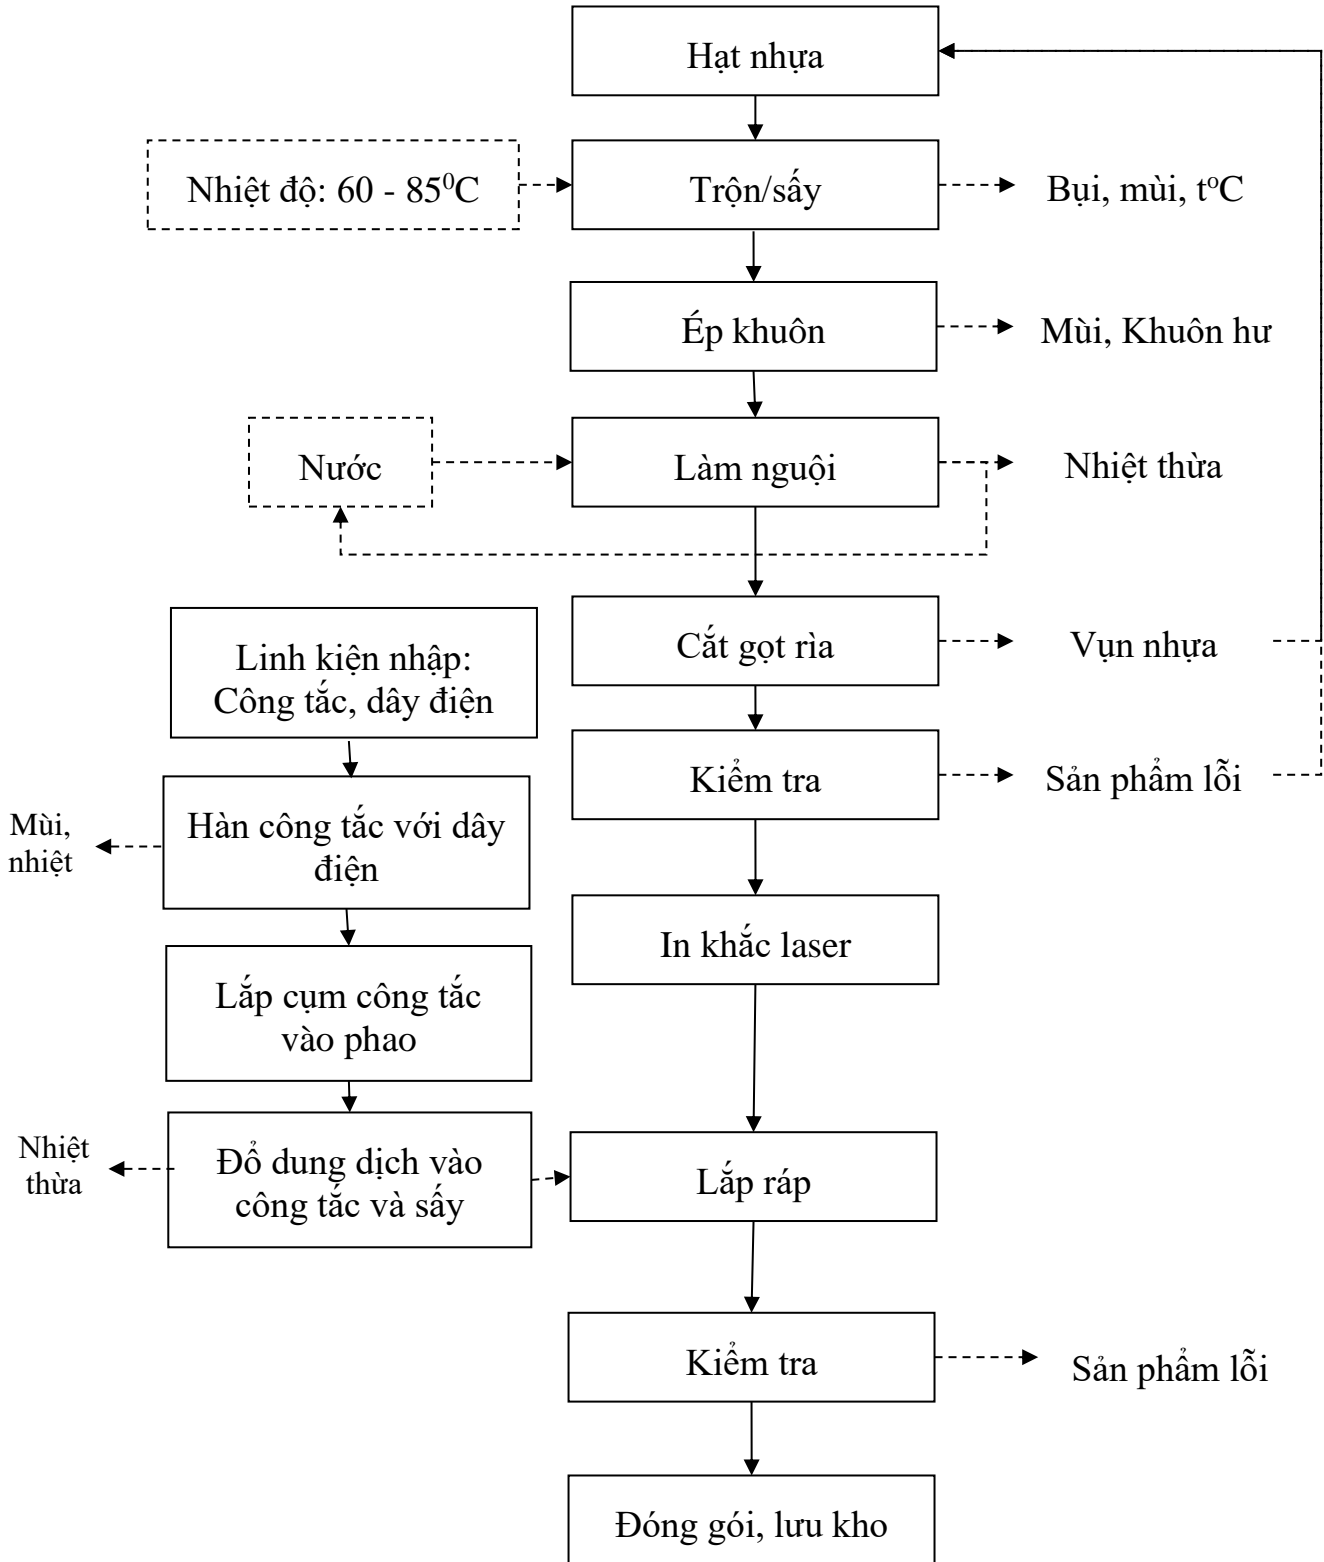 Hạt nhựa
Nhiệt độ: 60 - 85⁰C
Trộn/sấy
Bụi, mùi, tᵒC
Ép khuôn
Mùi, Khuôn hư
Nước
Làm nguội
Nhiệt thừa
Cắt gọt rìa
Vụn nhựa
Linh kiện nhập:
Công tắc, dây điện
Kiểm tra
Sản phẩm lỗi
Mùi,
nhiệt
Hàn công tắc với dây
điện
In khắc laser
Lắp cụm công tắc
vào phao
Nhiệt
thừa
Đổ dung dịch vào
công tắc và sấy
Lắp ráp
Kiểm tra
Sản phẩm lỗi
Đóng gói, lưu kho